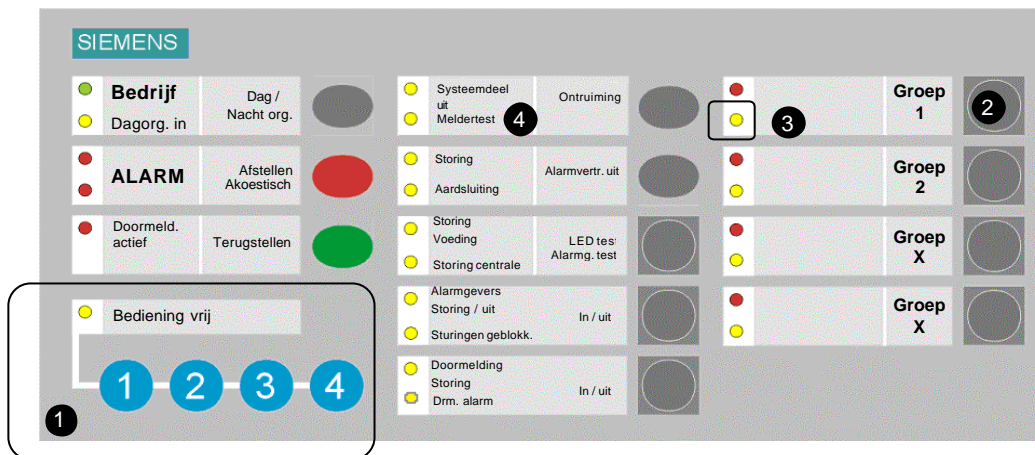 SIEMENS
Bedrijf
Dagorg. in
Dag /
Nacht org.
ALARM
Afstellen
Akoestisch
Doormeld.
actief
Terugstellen
Bediening vrij
1 2 3 4
1
Systeemdeel
uit
Meldertest
4
Ontruiming
Storing
Aardsluiting
Alarmvertr. uit
Storing
Voeding
Storing centrale
LED tes
Alarmg. test
Alarmgevers
Storing / uit
Sturingen geblokk.
In / uit
Doormelding
Storing
Drm. alarm
In / uit
3
Groep
1
2
Groep
2
Groep
X
Groep
X